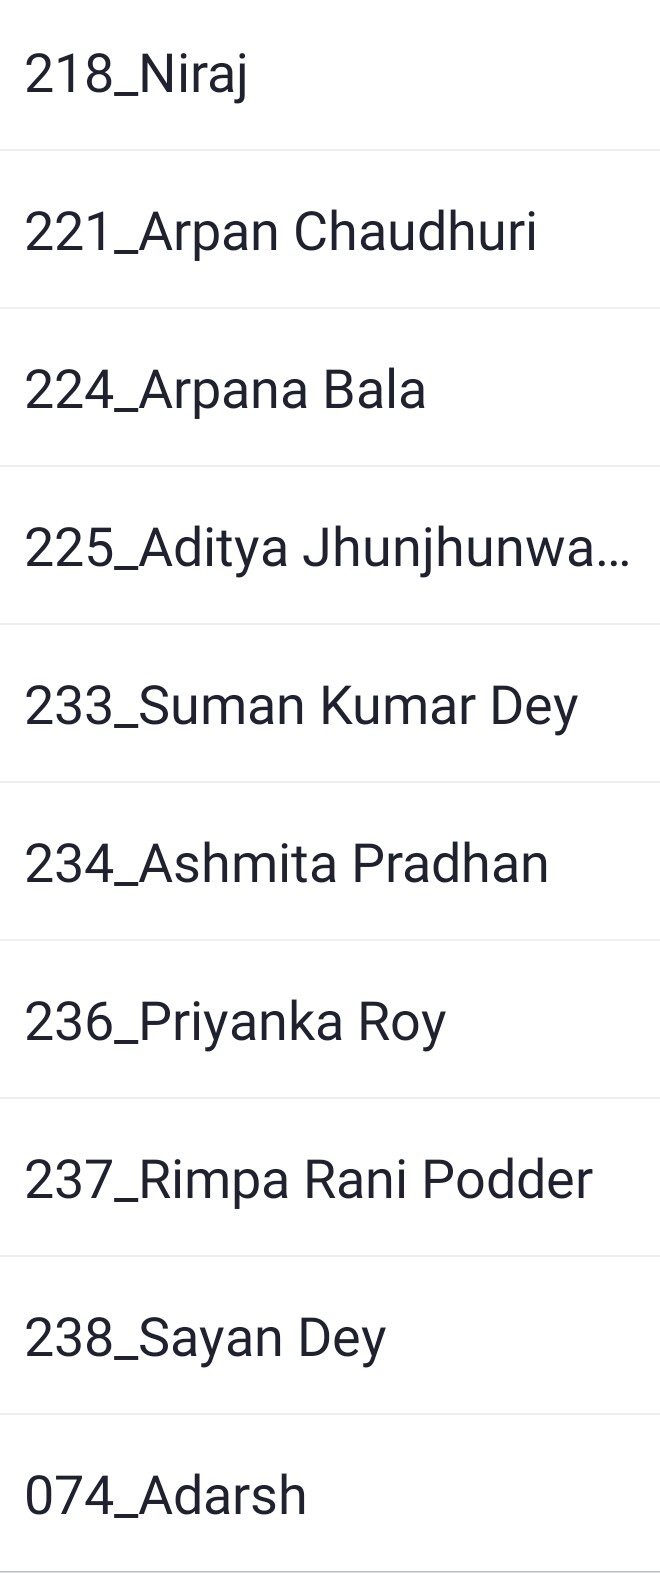 218_Niraj
221_Arpan Chaudhuri
224_Arpana Bala
225_Aditya Jhunjhunwa...
233_Suman Kumar Dey
234_Ashmita Pradhan
236_Priyanka Roy
237_Rimpa Rani Podder
238_Sayan Dey
074_Adarsh